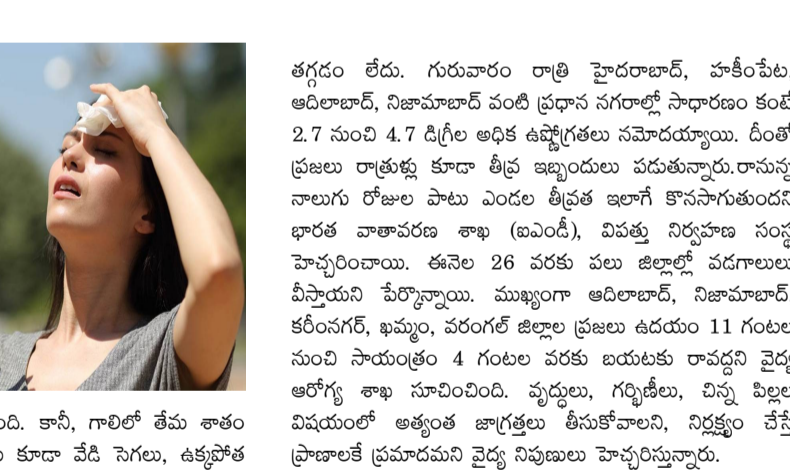 ంది. కానీ, గాలిలో తేమ శాతం
కూడా వేడి సెగలు, ఉక్కపోత
తగ్గడం లేదు. గురువారం రాత్రి హైదరాబాద్, హకీంపేట,
ఆదిలాబాద్, నిజామాబాద్ వంటి ప్రధాన నగరాల్లో సాధారణం కంటే
2.7 నుంచి 4.7 డిగ్రీల అధిక ఉష్ణోగ్రతలు నమోదయ్యాయి. దీంతో
ప్రజలు రాత్రుళ్లు కూడా తీవ్ర ఇబ్బందులు పడుతున్నారు.రానున్న
నాలుగు రోజుల పాటు ఎండల తీవ్రత ఇలాగే కొనసాగుతుందని
భారత వాతావరణ శాఖ (ఐఎండీ), విపత్తు నిర్వహణ సంస్థ
హెచ్చరించాయి. ఈనెల 26 వరకు పలు జిల్లాల్లో వడగాలులు
వీస్తాయని పేర్కొన్నాయి. ముఖ్యంగా ఆదిలాబాద్, నిజామాబాద్,
కరీంనగర్, ఖమ్మం, వరంగల్ జిల్లాల ప్రజలు ఉదయం 11 గంటల
నుంచి సాయంత్రం 4 గంటల వరకు బయటకు రావద్దని వైద్య
ఆరోగ్య శాఖ సూచించింది. వృద్ధులు, గర్భిణీలు, చిన్న పిల్లల
విషయంలో అత్యంత జాగ్రత్తలు తీసుకోవాలని, నిర్లక్ష్యం చేస్తే
ప్రాణాలకే ప్రమాదమని వైద్య నిపుణులు హెచ్చరిస్తున్నారు.